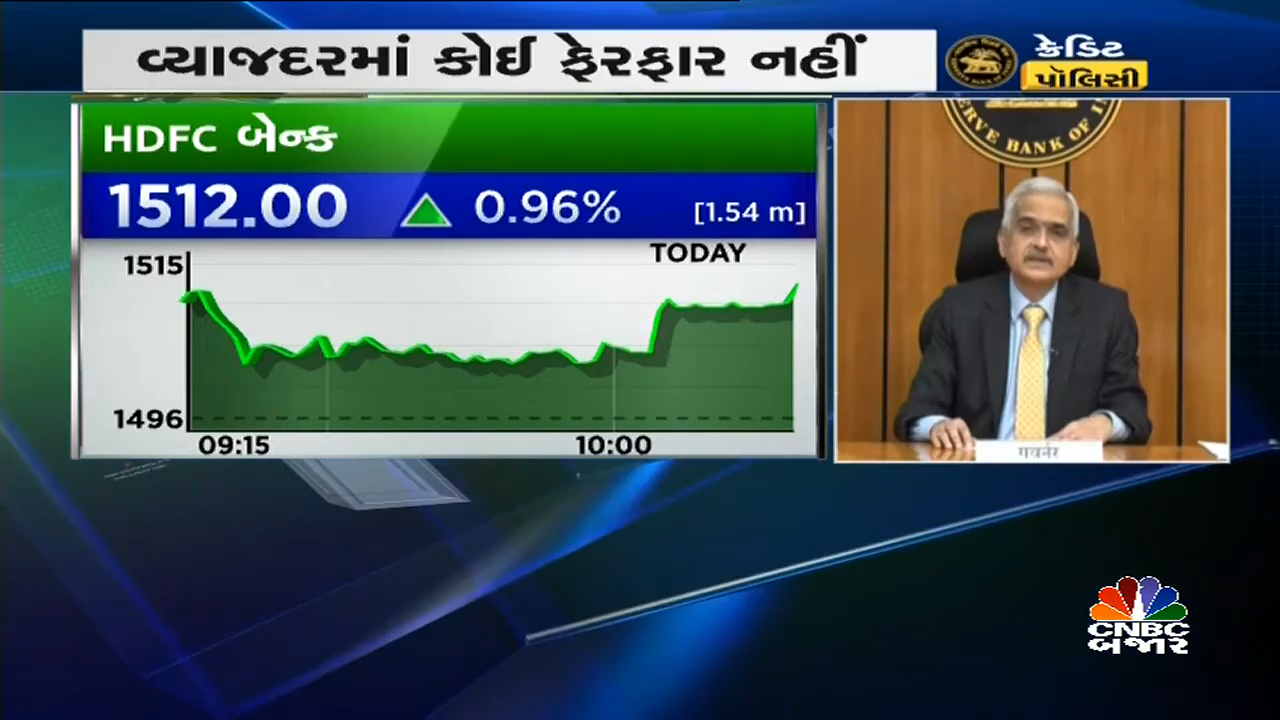 વ્યાજદરમાં કોઈ ફેરફાર નહીં
ક્રેડિટ
પૉલિસી
HDFC બેન્ક
1512.00 0.96% [1.54 m]
TODAY
1515
1496
09:15 10:00
ERVE BANK OF I
गवर्नर
CNBC
બજાર